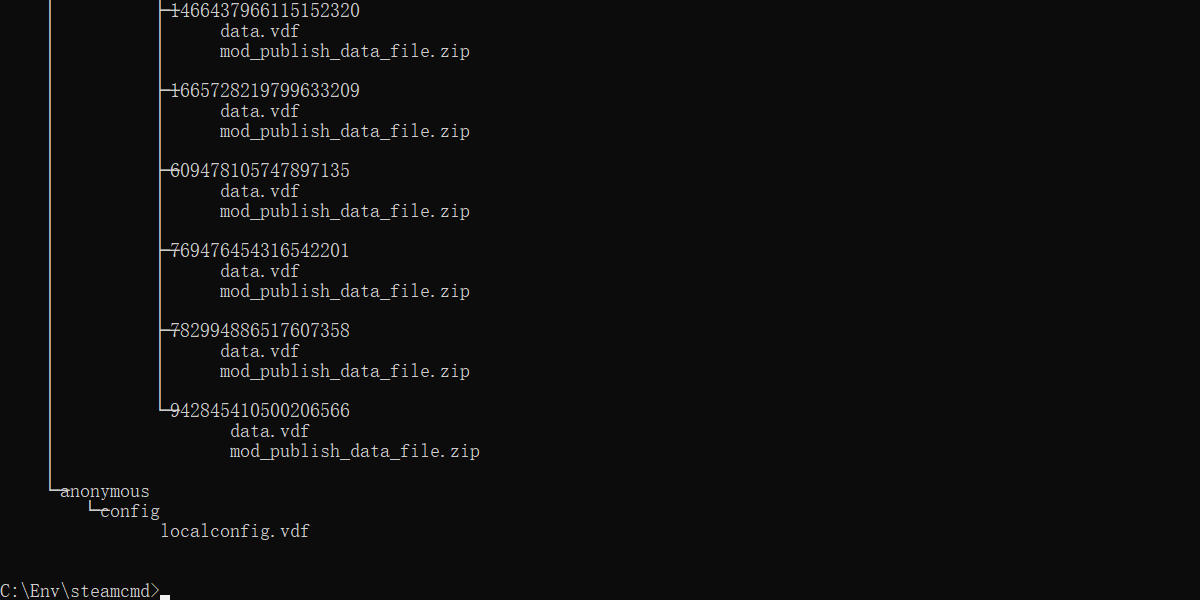 1466437966115152320
data.vdf
mod_publish_data_file.zip
1665728219799633209
data.vdf
mod_publish_data_file.zip
609478105747897135
data.vdf
mod_publish_data_file.zip
769476454316542201
data.vdf
mod_publish_data_file.zip
782994886517607358
data.vdf
mod_publish_data_file.zip
942845410500206566
data.vdf
mod_publish_data_file.zip
anonymous
config
localconfig.vdf
C:\Env\steamcmd>